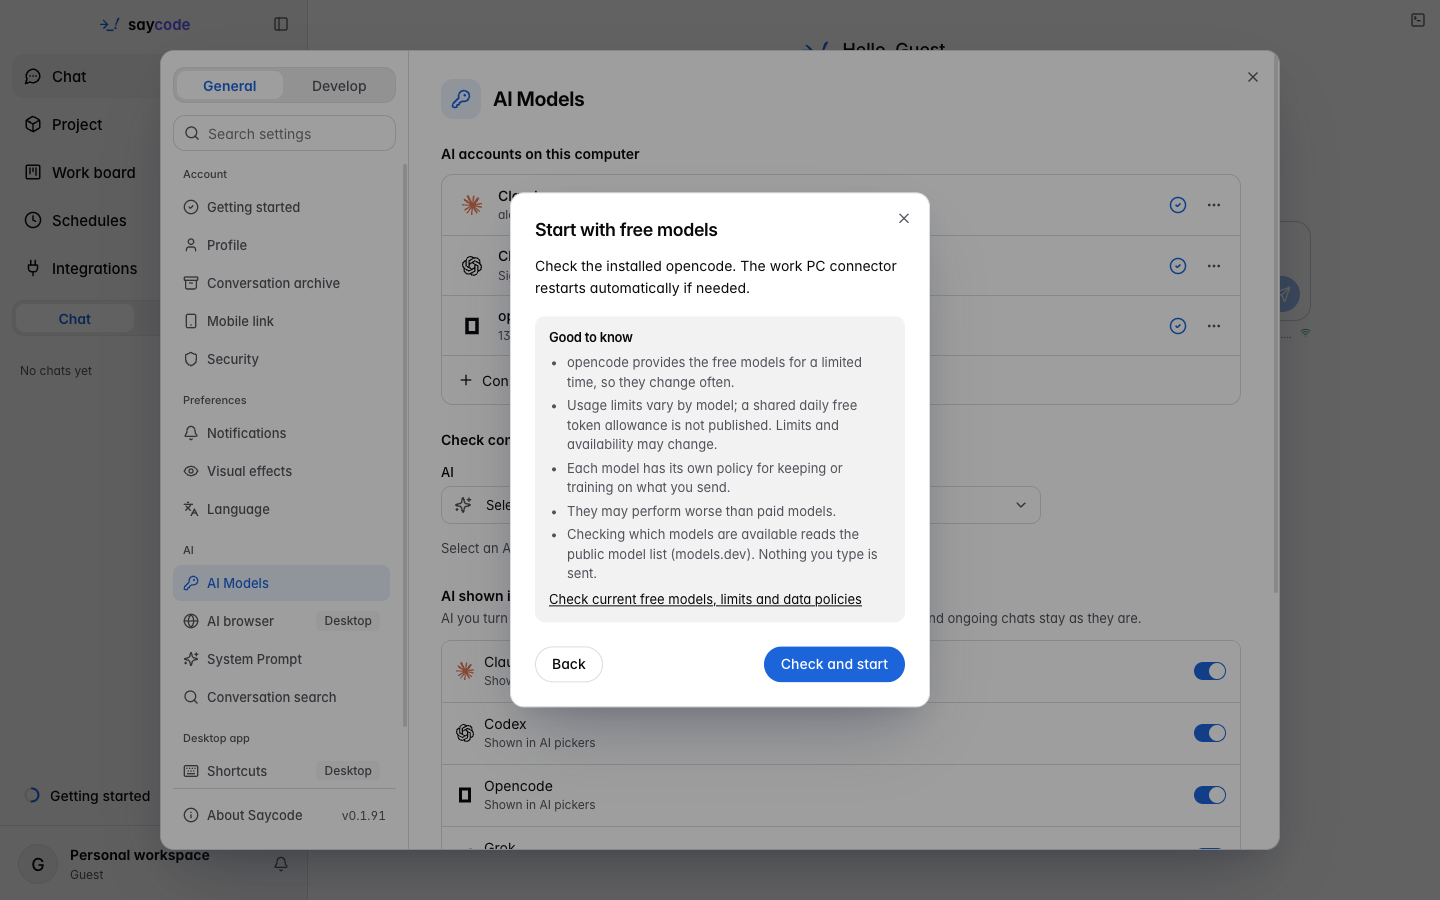 saycode
Chat
Project
Work board
Schedules
Integrations
Chat
No chats yet
Getting started
G
Personal workspace
Guest
Hello, Guest
General
Develop
Search settings
Account
Getting started
Profile
Conversation archive
Mobile link
Security
Preferences
Notifications
Visual effects
Language
AI
AI Models
AI browser
Desktop
System Prompt
Conversation search
Desktop app
Shortcuts
Desktop
About Saycode
v0.1.91
AI Models
AI accounts on this computer
Start with free models
Check the installed opencode. The work PC connector
restarts automatically if needed.
Good to know
• opencode provides the free models for a limited
time, so they change often.
• Usage limits vary by model; a shared daily free
token allowance is not published. Limits and
availability may change.
• Each model has its own policy for keeping or
training on what you send.
• They may perform worse than paid models.
• Checking which models are available reads the
public model list (models.dev). Nothing you type is
sent.
Check current free models, limits and data policies
Back
Check and start
AI
Select an A
AI shown i
AI you turn
nd ongoing chats stay as they are.
Codex
Shown in AI pickers
Opencode
Shown in AI pickers
Grok